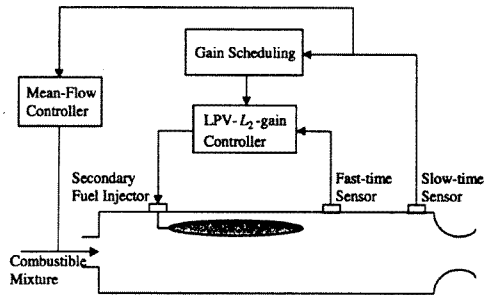 Gain Scheduling
Mean-Flow
Controller
LPV-L2-gain
Controller
Secondary
Fuel Injector
Fast-time
Sensor
Slow-time
Sensor
Combustible
Mixture